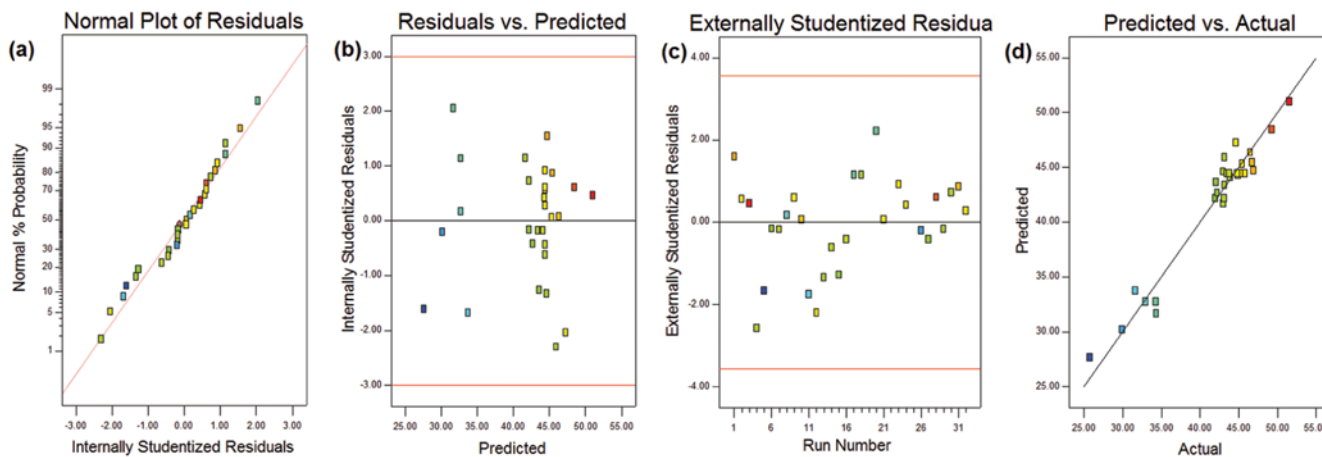 (a)
Normal Plot of Residuals
Normal % Probability
99
95
90
80
70
50
30
20
10
5
1
-3.00 -2.00 -1.00 0.00 1.00 2.00 3.00
Internally Studentized Residuals
(b)
Residuals vs. Predicted
Internally Studentized Residuals
3.00
2.00
1.00
0.00
-1.00
-2.00
-3.00
25.00 30.00 35.00 40.00 45.00 50.00 55.00
Predicted
(c)
Externally Studentized Residua
Externally Studentized Residuals
4.00
2.00
0.00
-2.00
-4.00
1 6 11 16 21 26 31
Run Number
(d)
Predicted vs. Actual
Predicted
55.00
50.00
45.00
40.00
35.00
30.00
25.00
25.00 30.00 35.00 40.00 45.00 50.00 55.00
Actual